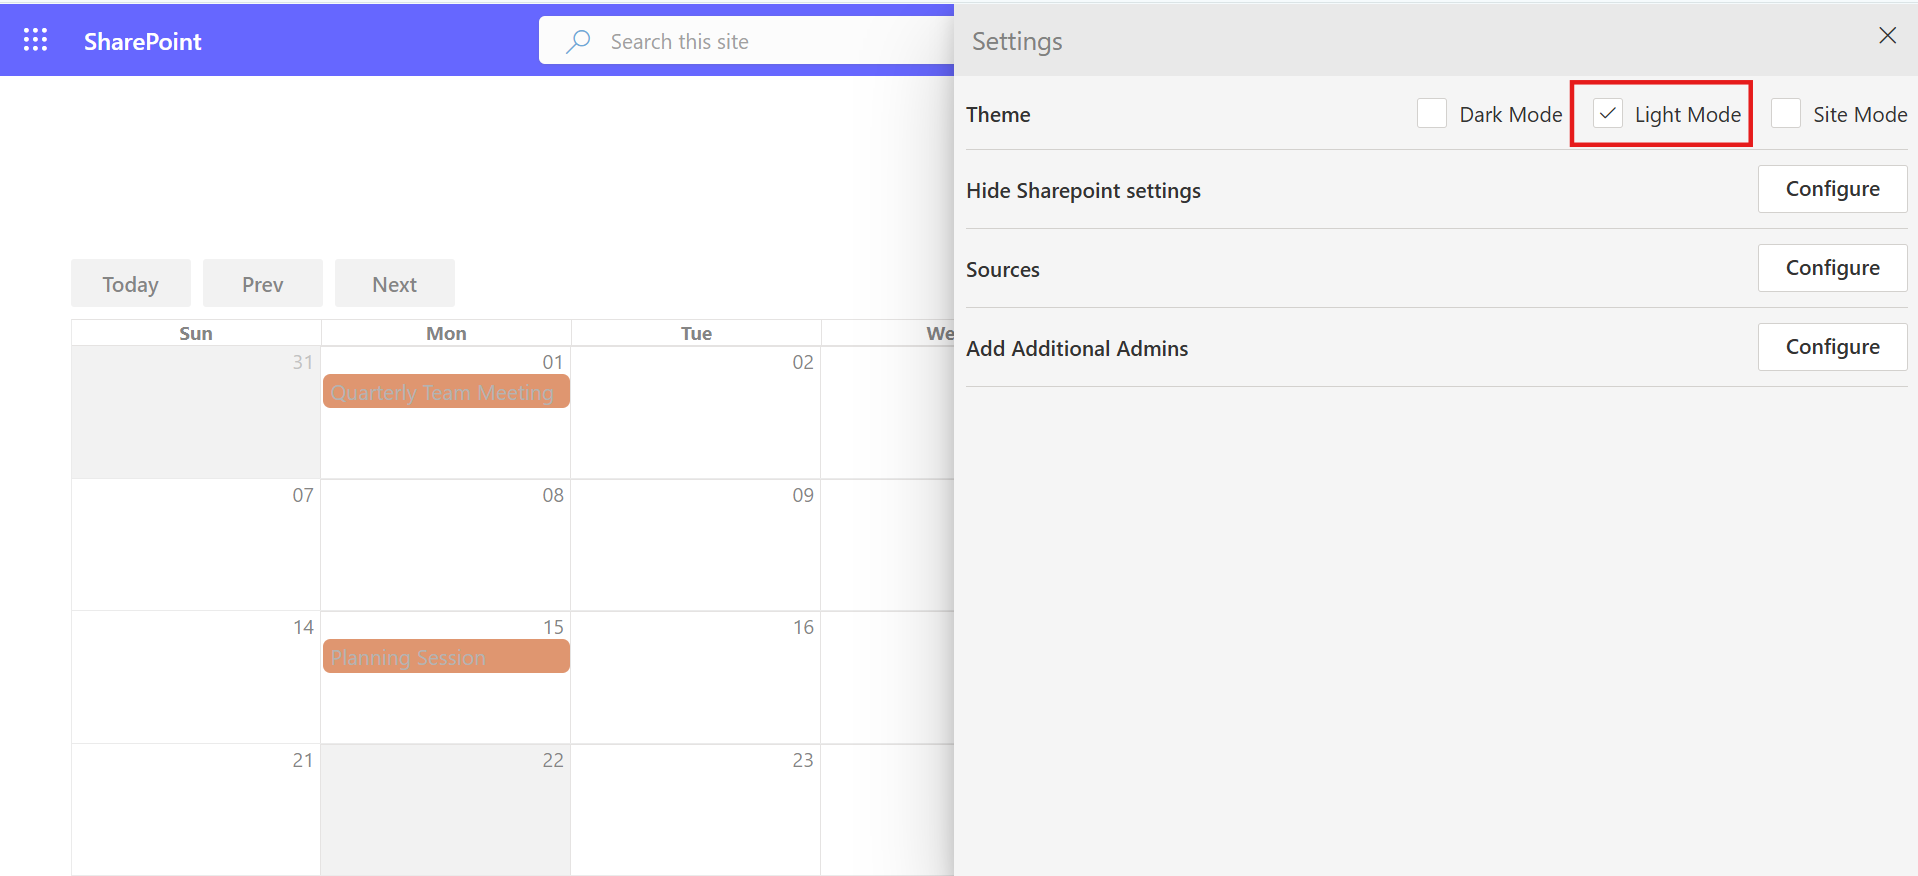 SharePoint
Search this site
Settings
Theme
Dark Mode
Light Mode
Site Mode
Hide Sharepoint settings
Configure
Sources
Configure
Add Additional Admins
Configure
Today Prev Next
Sun Mon Tue We
31 01 02
Quarterly Team Meeting
07 08 09
14 15 16
Planning Session
21 22 23